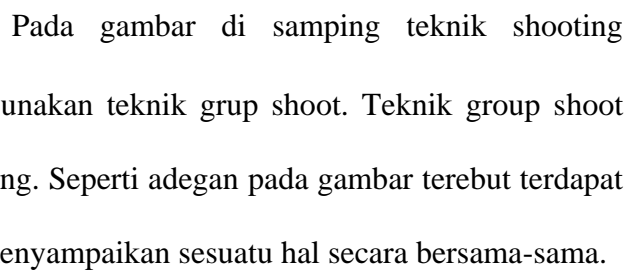 Pada gambar di samping teknik shooting
unakan teknik grup shoot. Teknik group shoot
ng. Seperti adegan pada gambar terebut terdapat
enyampaikan sesuatu hal secara bersama-sama.